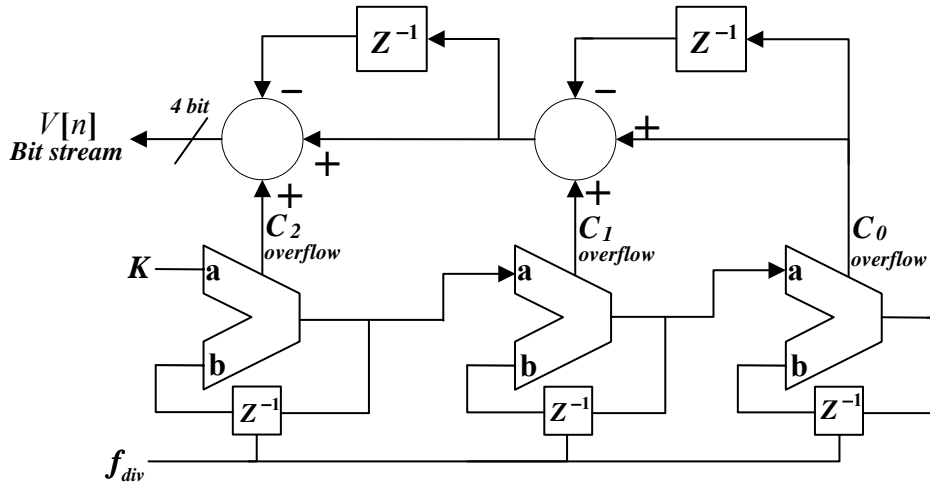 Z⁻¹
Z⁻¹
−
−
4 bit
V[n]
Bit stream
+
+
+
+
C₂
overflow
C₁
overflow
C₀
overflow
K
a
a
a
b
b
b
Z⁻¹
Z⁻¹
Z⁻¹
f_div